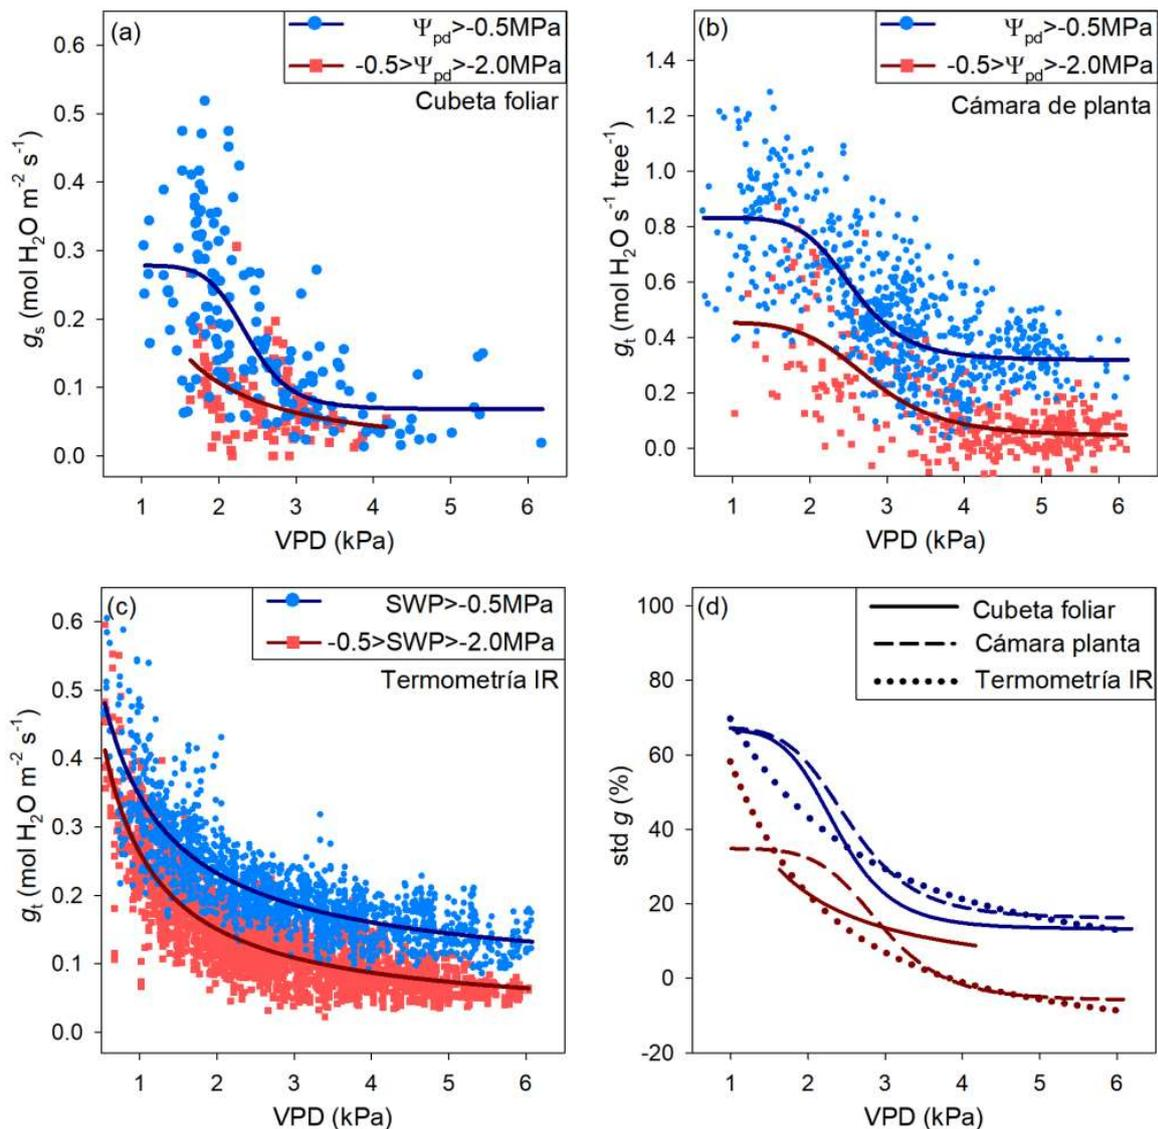 (a)
Ψpd>-0.5MPa
-0.5>Ψpd>-2.0MPa
Cubeta foliar
gs (mol H2O m-2 s-1)
0.6
0.5
0.4
0.3
0.2
0.1
0.0
1 2 3 4 5 6
VPD (kPa)
(b)
Ψpd>-0.5MPa
-0.5>Ψpd>-2.0MPa
Cámara de planta
gt (mol H2O s-1 tree-1)
1.4
1.2
1.0
0.8
0.6
0.4
0.2
0.0
1 2 3 4 5 6
VPD (kPa)
(c)
SWP>-0.5MPa
-0.5>SWP>-2.0MPa
Termometría IR
gt (mol H2O m-2 s-1)
0.6
0.5
0.4
0.3
0.2
0.1
0.0
1 2 3 4 5 6
VPD (kPa)
(d)
Cubeta foliar
Cámara planta
Termometría IR
std g (%)
100
80
60
40
20
0
-20
1 2 3 4 5 6
VPD (kPa)